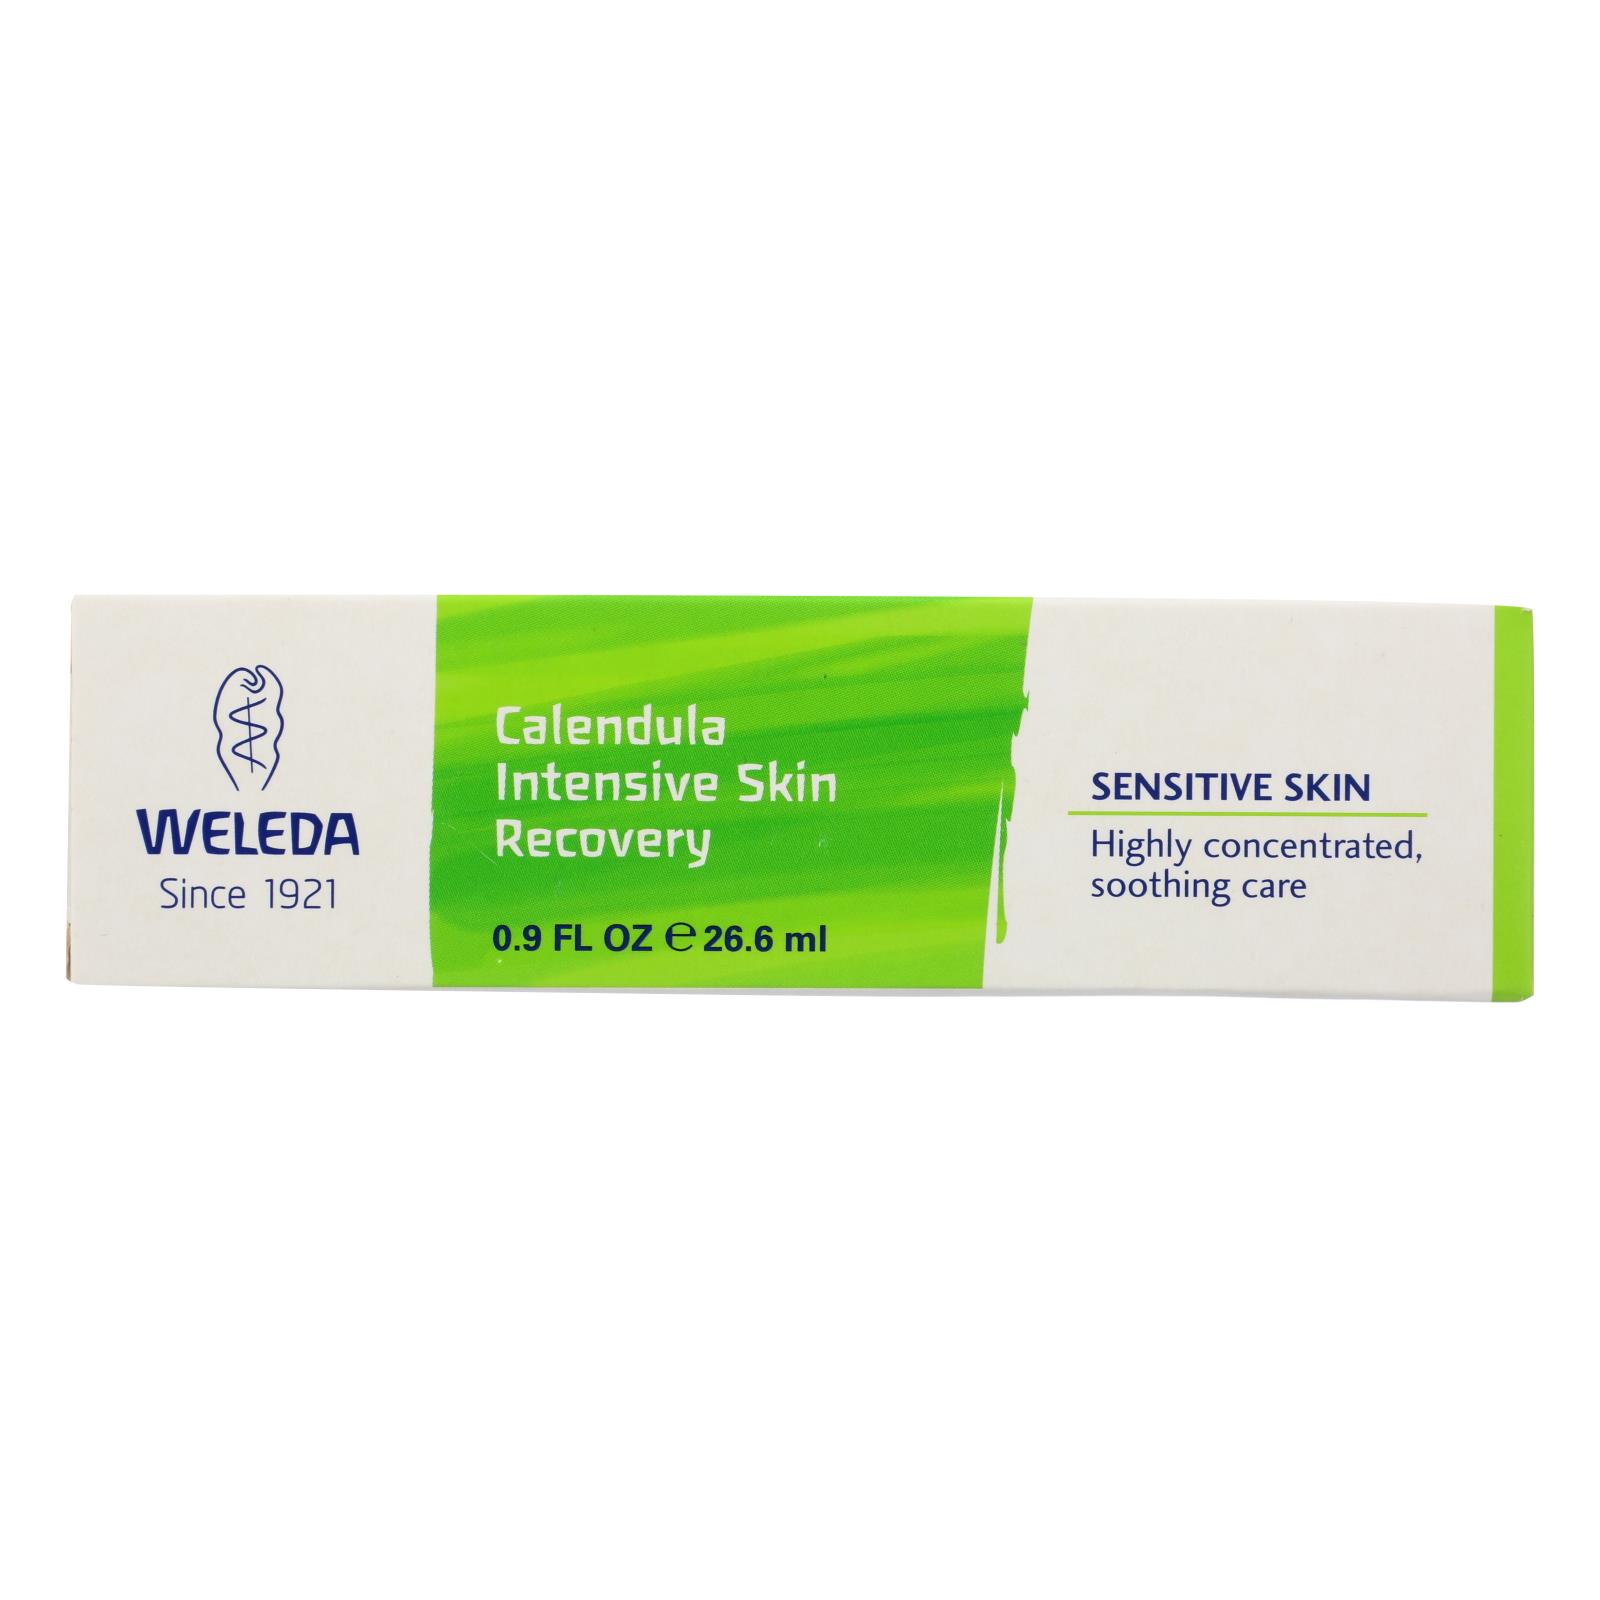 WELEDA
Since 1921
Calendula
Intensive Skin
Recovery
0.9 FL OZ ℮ 26.6 ml
SENSITIVE SKIN
Highly concentrated,
soothing care